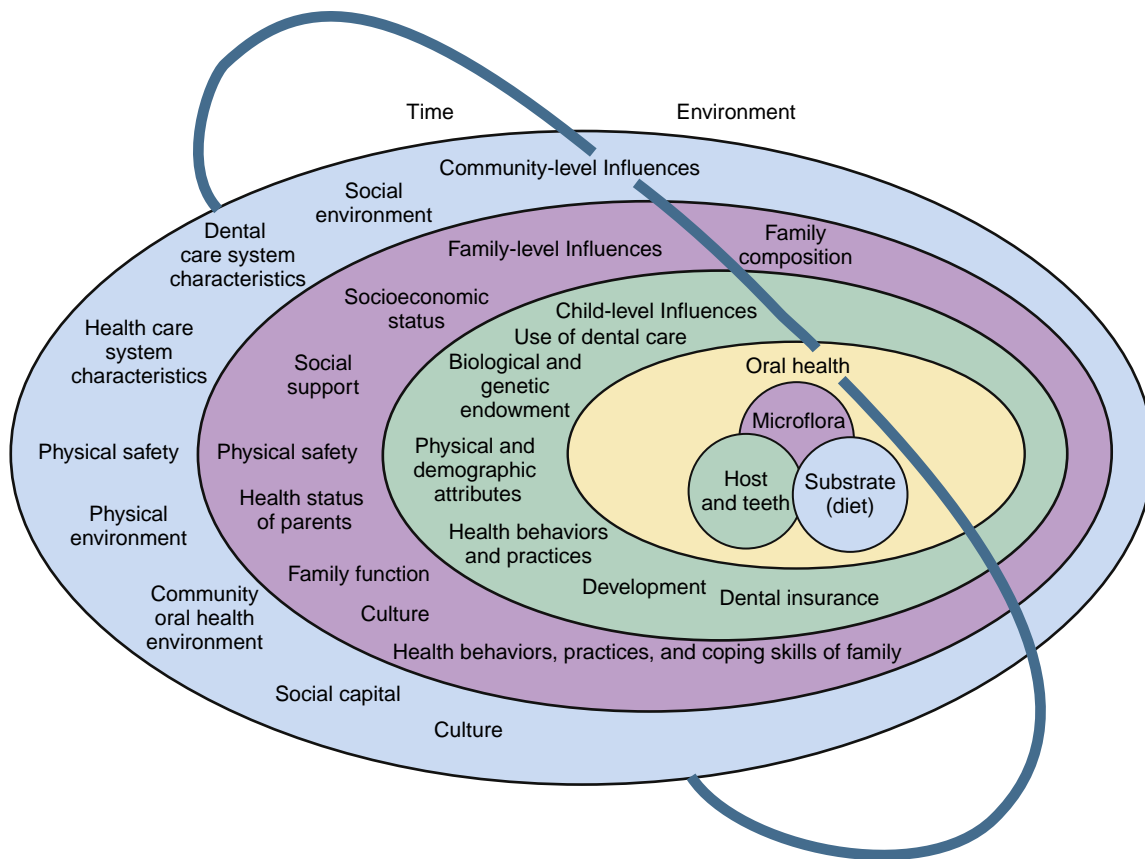 Time
Environment
Community-level Influences
Social
environment
Dental
care system
characteristics
Health care
system
characteristics
Physical safety
Physical
environment
Community
oral health
environment
Social capital
Culture
Family-level Influences
Family
composition
Socioeconomic
status
Social
support
Physical safety
Health status
of parents
Family function
Culture
Health behaviors, practices, and coping skills of family
Child-level Influences
Use of dental care
Biological and
genetic
endowment
Physical and
demographic
attributes
Health behaviors
and practices
Development
Dental insurance
Oral health
Microflora
Host
and teeth
Substrate
(diet)